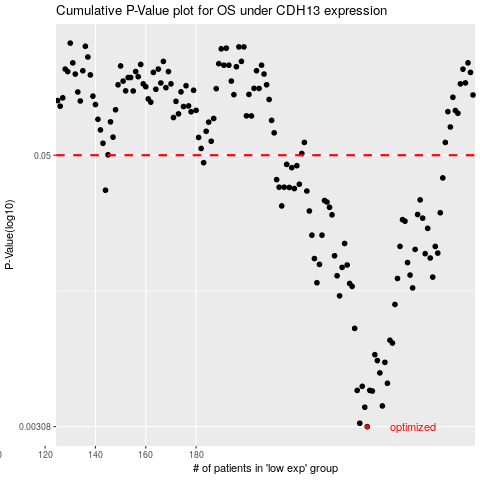 Cumulative P-Value plot for OS under CDH13 expression
P-Value(log10)
0.05
0.00308
optimized
0 120 140 160 180
# of patients in 'low exp' group